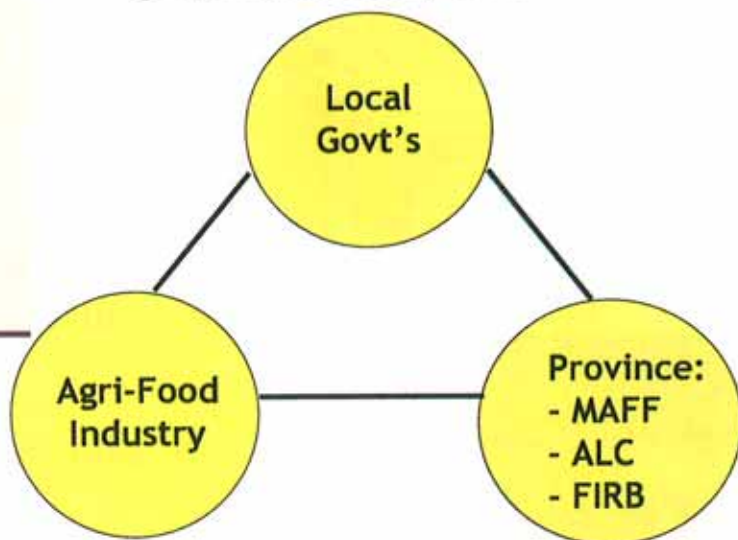 Local
Govt's
Agri-Food
Industry
Province:
- MAFF
- ALC
- FIRB